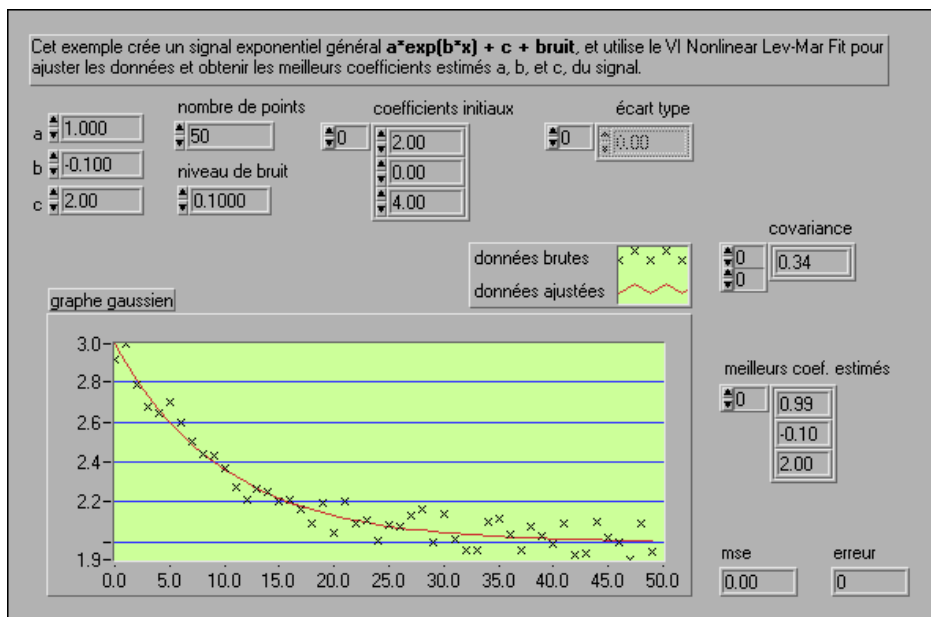 Cet exemple crée un signal exponentiel général a*exp(b*x) + c + bruit, et utilise le VI Nonlinear Lev-Mar Fit pour
ajuster les données et obtenir les meilleurs coefficients estimés a, b, et c, du signal.
nombre de points
coefficients initiaux
écart type
a 1.000
50
0
2.00
0
0.00
b -0.100
niveau de bruit
0.00
c 2.00
0.1000
4.00
covariance
données brutes
0
0.34
données ajustées
0
graphe gaussien
3.0
2.8
2.6
2.4
2.2
1.9
0.0 5.0 10.0 15.0 20.0 25.0 30.0 35.0 40.0 45.0 50.0
meilleurs coef. estimés
0
0.99
-0.10
2.00
mse
erreur
0.00
0